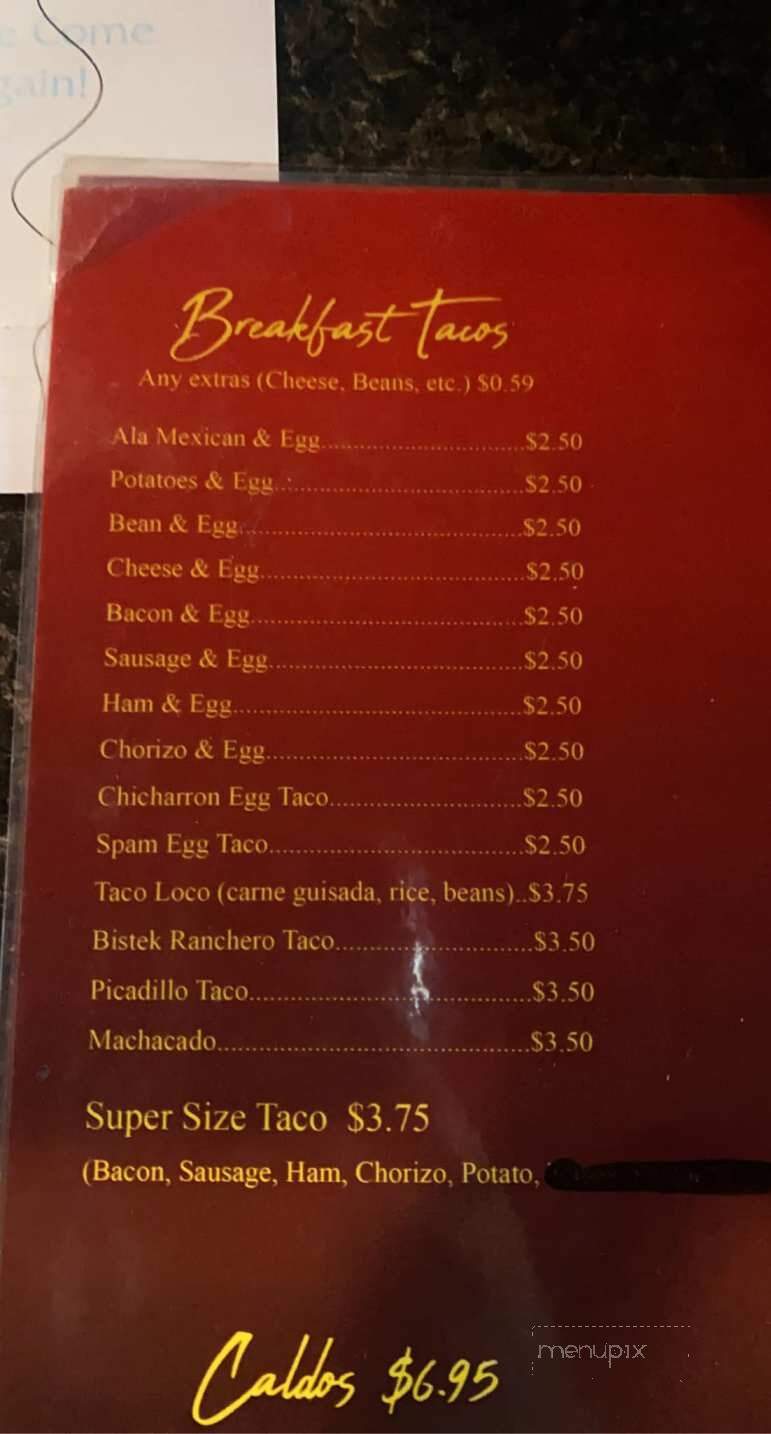 Come
gain!
Breakfast Tacos
Any extras (Cheese, Beans, etc.) $0.59
Ala Mexican & Egg..............................$2.50
Potatoes & Egg.....................................$2.50
Bean & Egg..........................................$2.50
Cheese & Egg.......................................$2.50
Bacon & Egg........................................$2.50
Sausage & Egg.....................................$2.50
Ham & Egg..........................................$2.50
Chorizo & Egg......................................$2.50
Chicharron Egg Taco............................$2.50
Spam Egg Taco.....................................$2.50
Taco Loco (carne guisada, rice, beans)..$3.75
Bistek Ranchero Taco.............................$3.50
Picadillo Taco.........................................$3.50
Machacado.............................................$3.50
Super Size Taco $3.75
(Bacon, Sausage, Ham, Chorizo, Potato,
Caldos $6.95
menupix